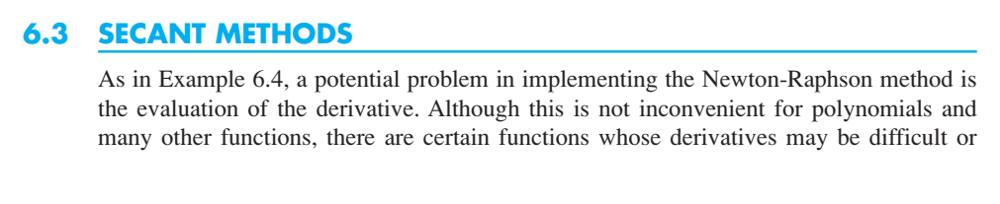 6.3 SECANT METHODS
As in Example 6.4, a potential problem in implementing the Newton-Raphson method is
the evaluation of the derivative. Although this is not inconvenient for polynomials and
many other functions, there are certain functions whose derivatives may be difficult or